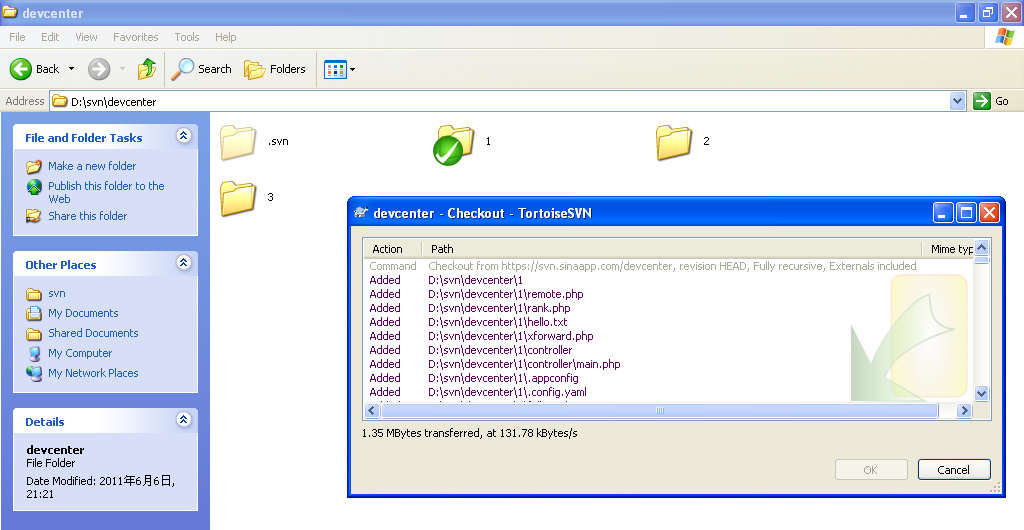 devcenter
File Edit View Favorites Tools Help
Back Search Folders
Address D:\svn\devcenter Go
File and Folder Tasks
Make a new folder
Publish this folder to the
Web
Share this folder
Other Places
svn
My Documents
Shared Documents
My Computer
My Network Places
Details
devcenter
File Folder
Date Modified: 2011年6月6日,
21:21
.svn
1
2
3
devcenter - Checkout - TortoiseSVN
Action Path Mime typ
Command Checkout from https://svn.sinaapp.com/devcenter, revision HEAD, Fully recursive, Externals included
Added D:\svn\devcenter\1
Added D:\svn\devcenter\1\remote.php
Added D:\svn\devcenter\1\rank.php
Added D:\svn\devcenter\1\hello.txt
Added D:\svn\devcenter\1\xforward.php
Added D:\svn\devcenter\1\controller
Added D:\svn\devcenter\1\controller\main.php
Added D:\svn\devcenter\1\.appconfig
Added D:\svn\devcenter\1\.config.yaml
1.35 MBytes transferred, at 131.78 kBytes/s
OK Cancel